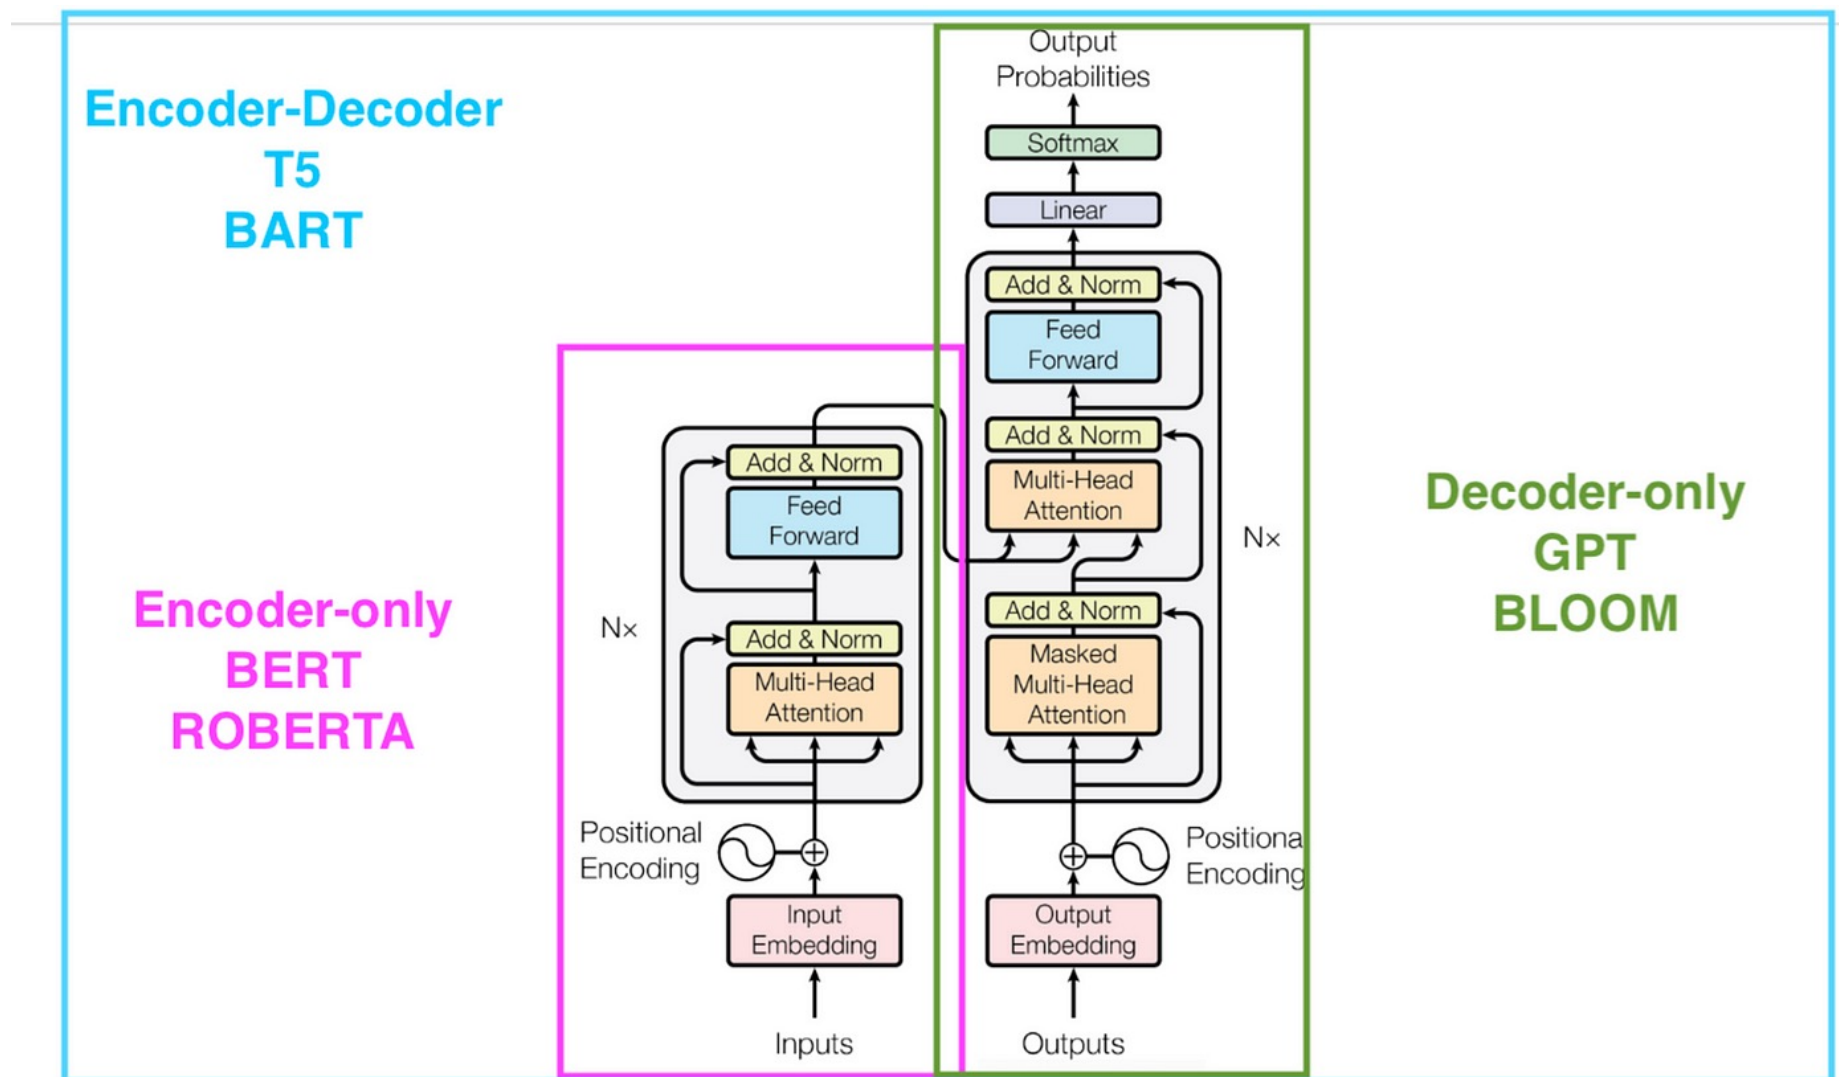 Encoder-Decoder
T5
BART
Encoder-only
BERT
ROBERTA
Nx
Add & Norm
Feed
Forward
Add & Norm
Multi-Head
Attention
Positional
Encoding
Input
Embedding
Inputs
Output
Probabilities
Softmax
Linear
Add & Norm
Feed
Forward
Add & Norm
Multi-Head
Attention
Nx
Add & Norm
Masked
Multi-Head
Attention
Positiona
Encoding
Output
Embedding
Outputs
Decoder-only
GPT
BLOOM